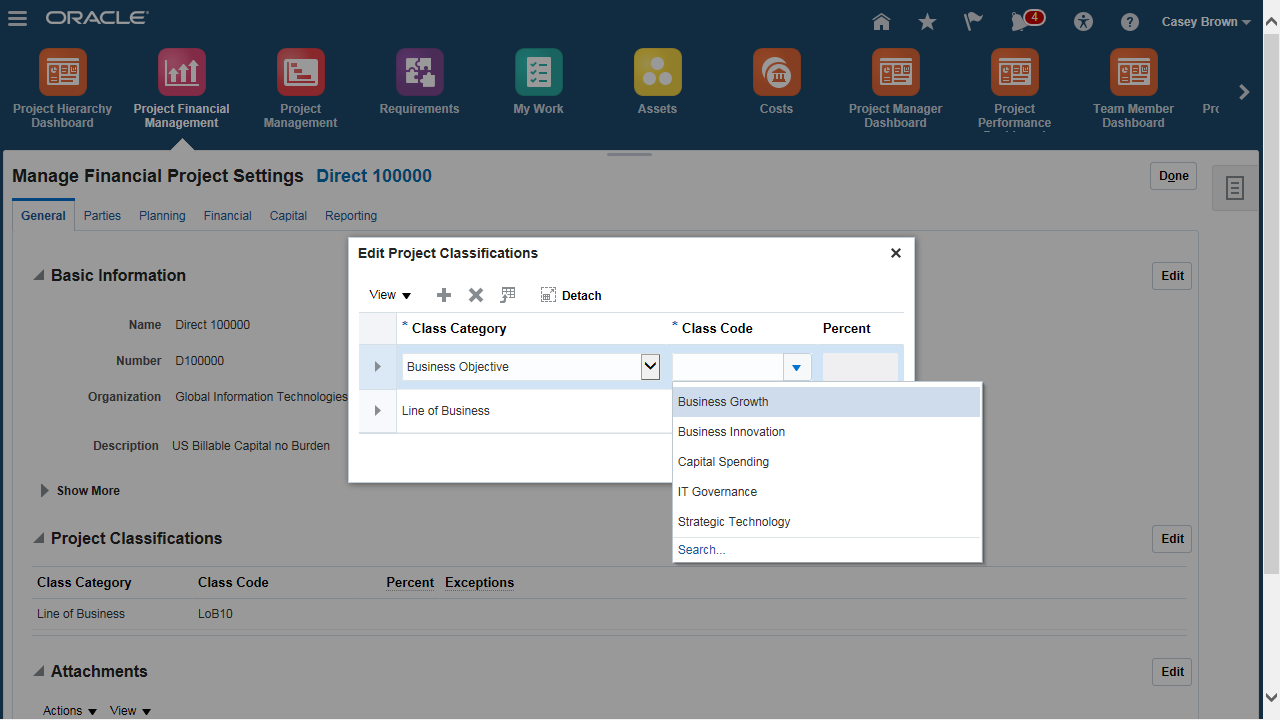 ORACLE
4
Casey Brown
Project Hierarchy
Dashboard
Project Financial
Management
Project
Management
Requirements
My Work
Assets
Costs
Project Manager
Dashboard
Project
Performance
Team Member
Dashboard
Manage Financial Project Settings Direct 100000
Done
General Parties Planning Financial Capital Reporting
Edit Project Classifications
Basic Information
Edit
View Detach
* Class Category * Class Code Percent
Name Direct 100000
Number D100000
Business Objective
Organization Global Information Technologies
Line of Business
Business Growth
Business Innovation
Capital Spending
IT Governance
Strategic Technology
Search...
Description US Billable Capital no Burden
Show More
Project Classifications
Edit
Class Category Class Code Percent Exceptions
Line of Business LoB10
Attachments
Edit
Actions View